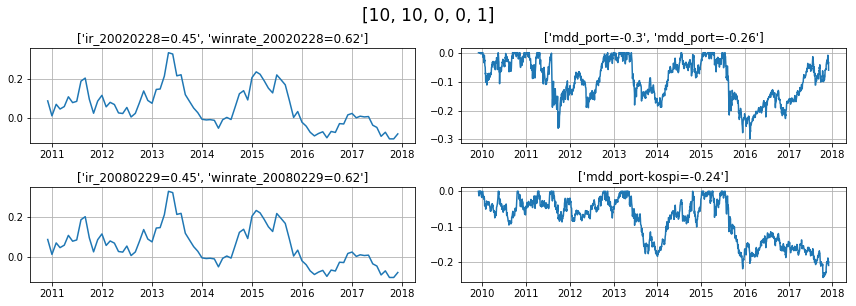 [10, 10, 0, 0, 1]
['ir_20020228=0.45', 'winrate_20020228=0.62']
0.2
0.0
2011 2012 2013 2014 2015 2016 2017 2018
['mdd_port=-0.3', 'mdd_port=-0.26']
0.0
−0.1
−0.2
−0.3
2010 2011 2012 2013 2014 2015 2016 2017 2018
['ir_20080229=0.45', 'winrate_20080229=0.62']
0.2
0.0
2011 2012 2013 2014 2015 2016 2017 2018
['mdd_port-kospi=-0.24']
0.0
−0.1
−0.2
2010 2011 2012 2013 2014 2015 2016 2017 2018